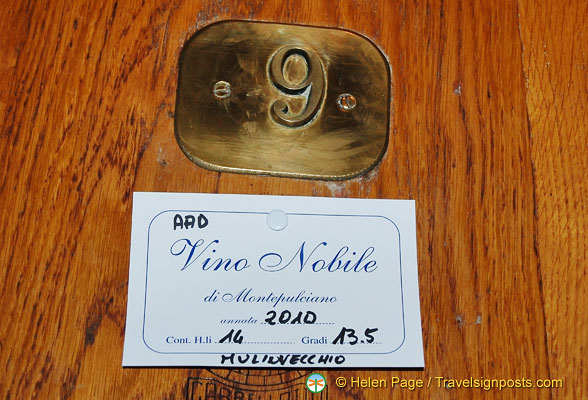 9
AAD
Vino Nobile
di Montepulciano
annata 2010
Cont. H.li 14 Gradi 13.5
MULINVECCHIO
© Helen Page / Travelsignposts.com